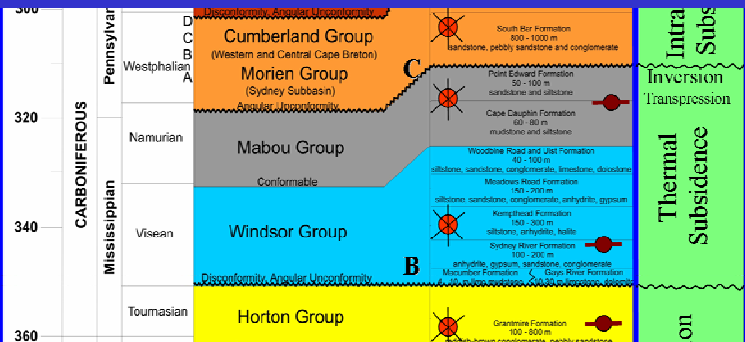 300
320
340
360
CARBONIFEROUS
Pennsylvan
Mississippian
D
C
B
Westphalian
A
Namurian
Visean
Tournasian
Disconformity, Angular Unconformity
Cumberland Group
(Western and Central Cape Breton)
Morien Group
(Sydney Subbasin)
Angular Unconformity
Mabou Group
Conformable
Windsor Group
Disconformity, Angular Unconformity
Horton Group
C
B
South Bar Formation
800 - 1000 m
sandstone, pebbly sandstone and conglomerate
Point Edward Formation
50 - 100 m
sandstone and siltstone
Cape Dauphin Formation
60 - 80 m
mudstone and siltstone
Woodbine Road and Uist Formation
40 - 100 m
siltstone, sandstone, conglomerate, limestone, dolostone
Meadows Road Formation
150 - 200 m
siltstone, sandstone, conglomerate, anhydrite, gypsum
Kempthead Formation
150 - 300 m
siltstone, anhydrite, halite
Sydney River Formation
100 - 200 m
anhydrite, gypsum, sandstone, conglomerate
Macumber Formation
Gays River Formation
Grantmire Formation
100 - 800 m
Intra
Subs
Inversion
Transpression
Thermal
Subsidence
on